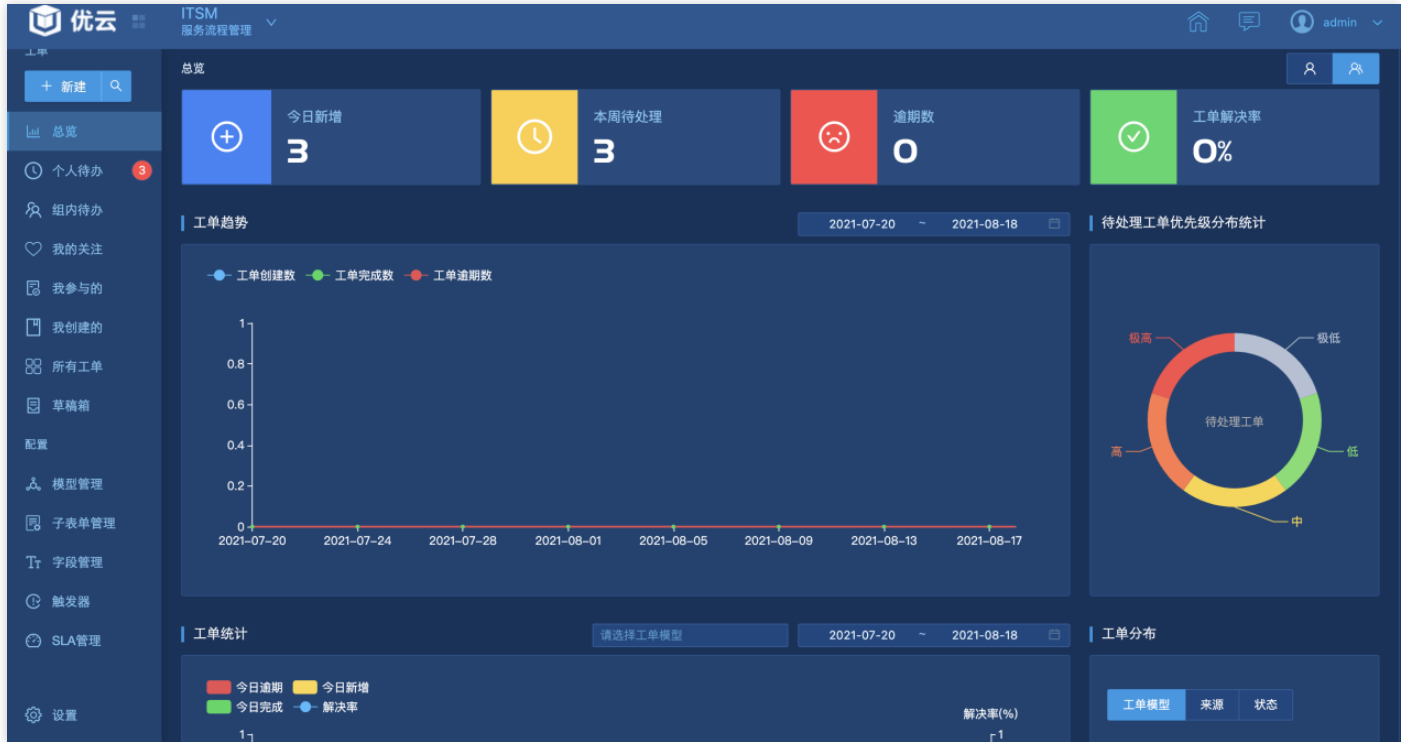 优云
ITSM
服务流程管理
admin
工单
+ 新建
总览
个人待办
3
组内待办
我的关注
我参与的
我创建的
所有工单
草稿箱
配置
模型管理
子表单管理
字段管理
触发器
SLA管理
设置
总览
今日新增
3
本周待处理
3
逾期数
0
工单解决率
0%
工单趋势
2021-07-20 ~ 2021-08-18
工单创建数 工单完成数 工单逾期数
1
0.8
0.6
0.4
0.2
0
2021-07-20 2021-07-24 2021-07-28 2021-08-01 2021-08-05 2021-08-09 2021-08-13 2021-08-17
待处理工单优先级分布统计
极高
极低
待处理工单
高
低
中
工单统计
请选择工单模型
2021-07-20 ~ 2021-08-18
今日逾期 今日新增
今日完成 解决率
解决率(%)
1
1
工单分布
工单模型 来源 状态